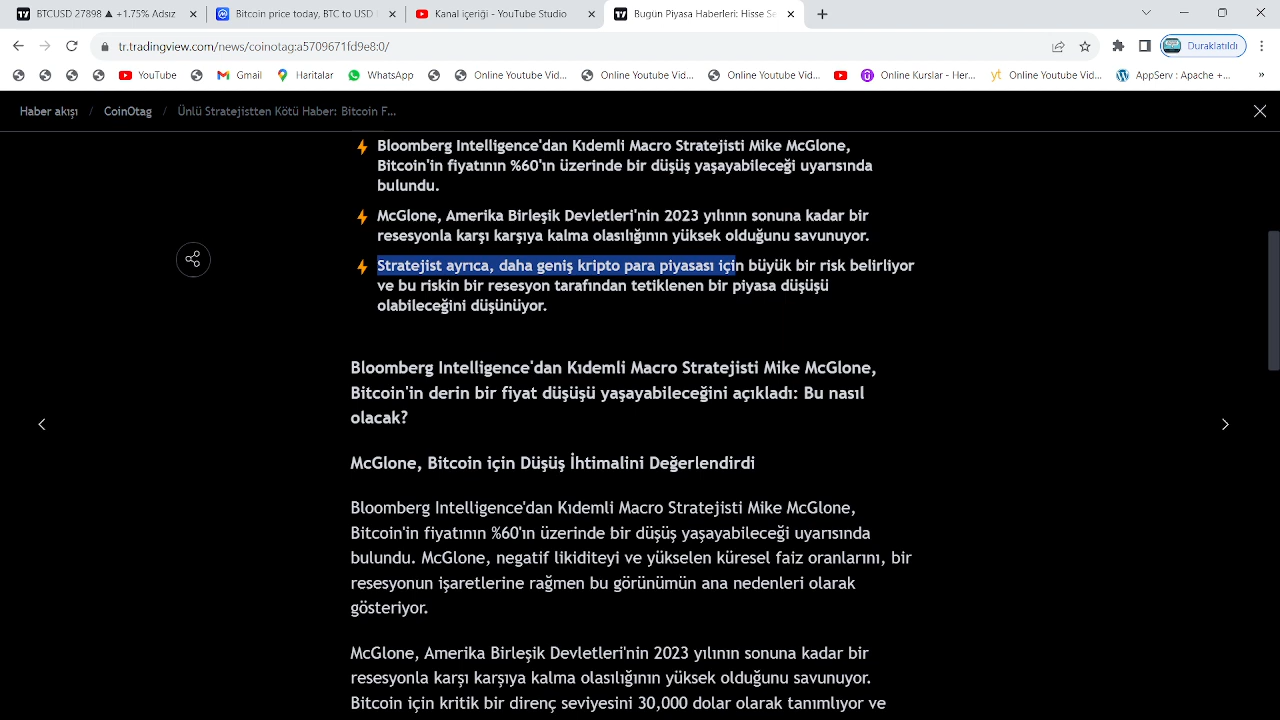 BTCUSD 27898 ▲ +1.75% Adsız
Bitcoin price today, BTC to USD
Kanal içeriği - YouTube Studio
Bugün Piyasa Haberleri: Hisse Se
tr.tradingview.com/news/coinotag:a5709671fd9e8:0/
Duraklatıldı
YouTube
Gmail
Haritalar
WhatsApp
Online Youtube Vid...
Online Youtube Vid...
Online Youtube Vid...
Online Kurslar - Her...
yt Online Youtube Vid...
AppServ : Apache +...
Haber akışı / CoinOtag / Ünlü Stratejistten Kötü Haber: Bitcoin F...
Bloomberg Intelligence'dan Kıdemli Macro Stratejisti Mike McGlone,
Bitcoin'in fiyatının %60'ın üzerinde bir düşüş yaşayabileceği uyarısında
bulundu.
McGlone, Amerika Birleşik Devletleri'nin 2023 yılının sonuna kadar bir
resesyonla karşı karşıya kalma olasılığının yüksek olduğunu savunuyor.
Stratejist ayrıca, daha geniş kripto para piyasası için büyük bir risk belirliyor
ve bu riskin bir resesyon tarafından tetiklenen bir piyasa düşüşü
olabileceğini düşünüyor.
Bloomberg Intelligence'dan Kıdemli Macro Stratejisti Mike McGlone,
Bitcoin'in derin bir fiyat düşüşü yaşayabileceğini açıkladı: Bu nasıl
olacak?
McGlone, Bitcoin için Düşüş İhtimalini Değerlendirdi
Bloomberg Intelligence'dan Kıdemli Macro Stratejisti Mike McGlone,
Bitcoin'in fiyatının %60'ın üzerinde bir düşüş yaşayabileceği uyarısında
bulundu. McGlone, negatif likiditeyi ve yükselen küresel faiz oranlarını, bir
resesyonun işaretlerine rağmen bu görünümün ana nedenleri olarak
gösteriyor.
McGlone, Amerika Birleşik Devletleri'nin 2023 yılının sonuna kadar bir
resesyonla karşı karşıya kalma olasılığının yüksek olduğunu savunuyor.
Bitcoin için kritik bir direnç seviyesini 30,000 dolar olarak tanımlıyor ve